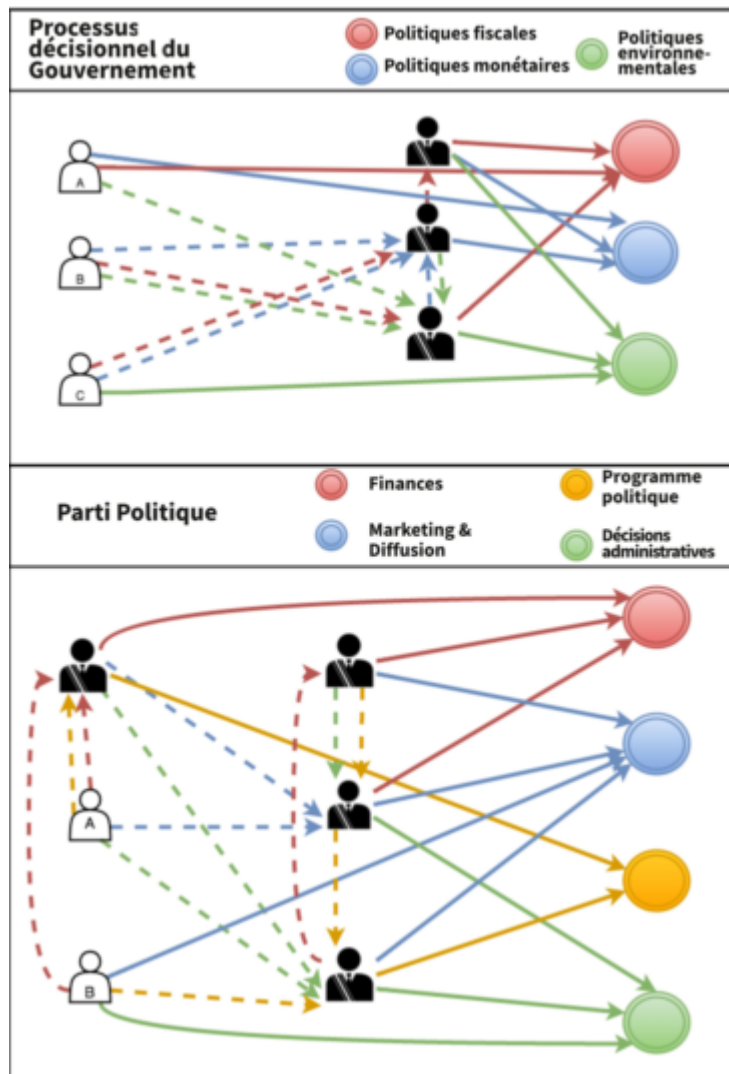 Processus
décisionnel du
Gouvernement
Politiques fiscales
Politiques monétaires
Politiques
environne-
mentales
A
B
C
Parti Politique
Finances
Marketing &
Diffusion
Programme
politique
Décisions
administratives
A
B